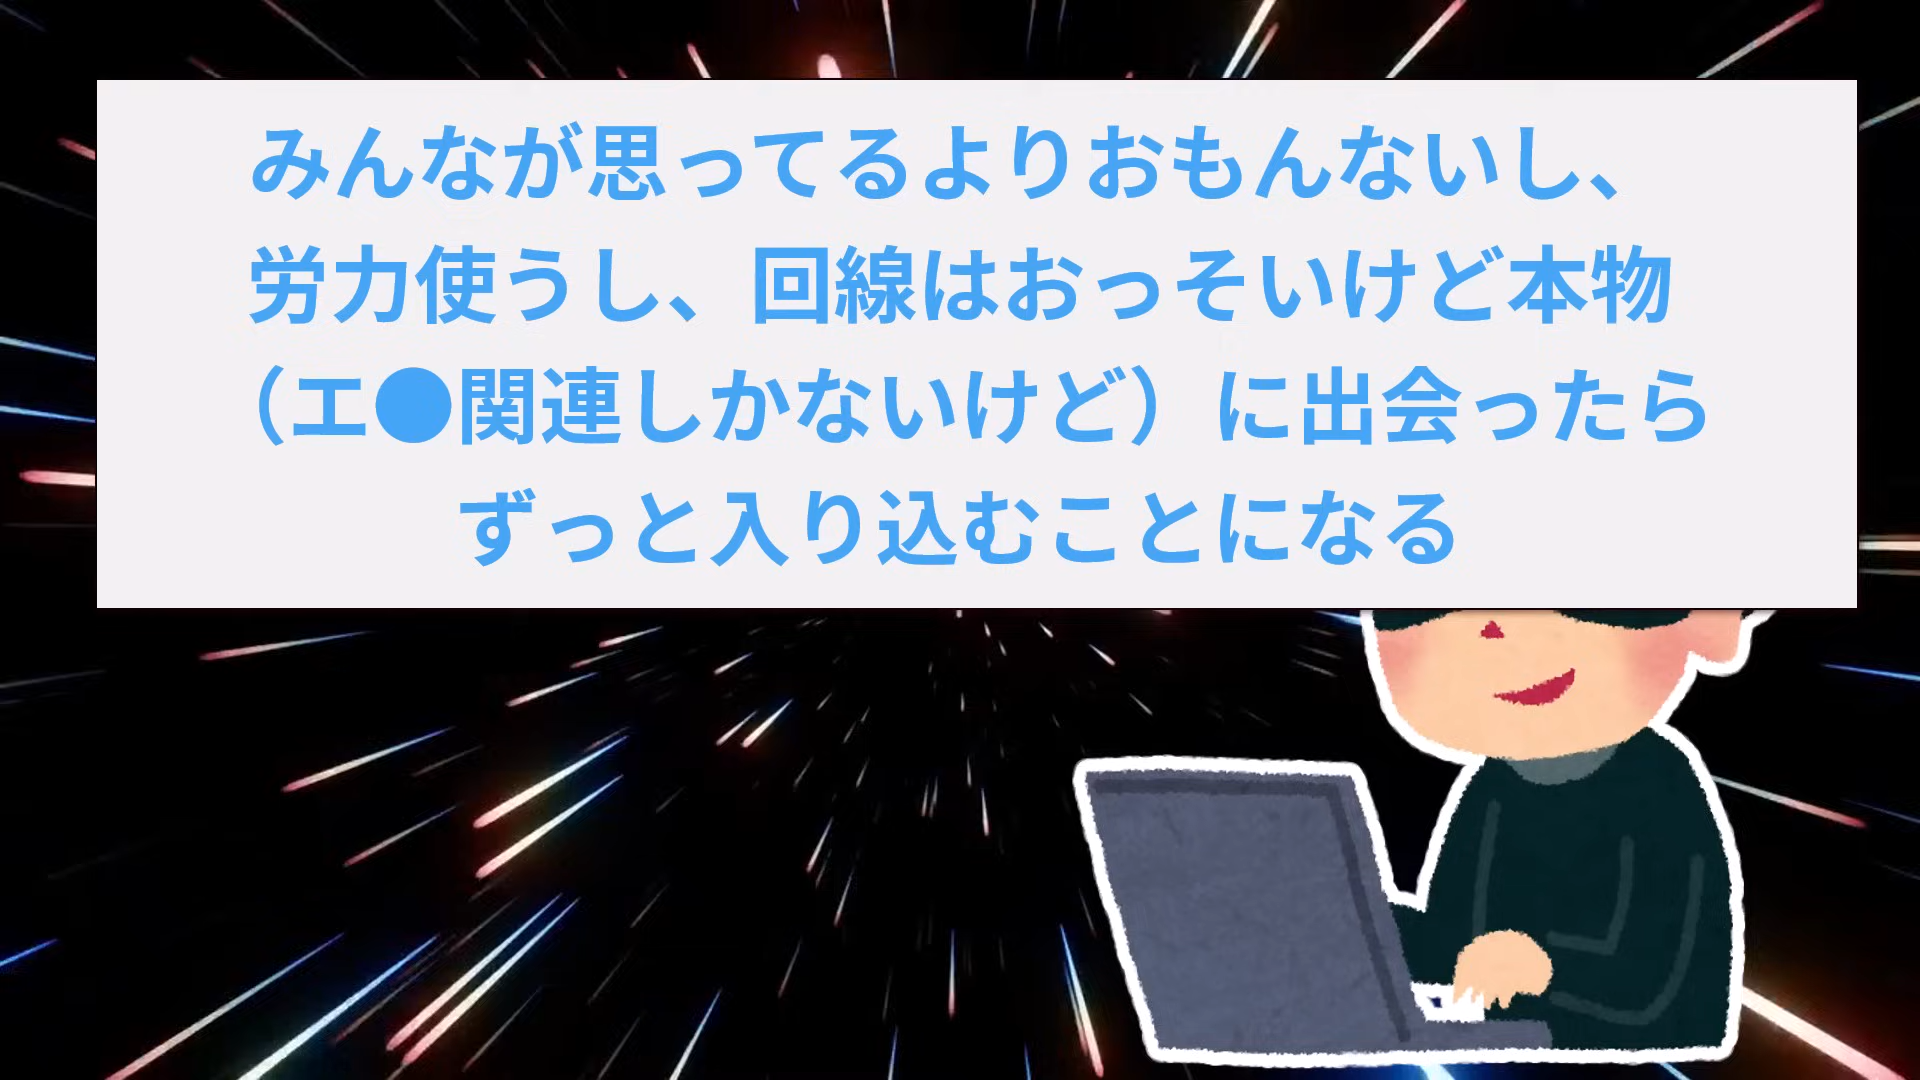 みんなが思ってるよりおもんないし、
労力使うし、回線はおっそいけど本物
（エ●関連しかないけど）に出会ったら
ずっと入り込むことになる